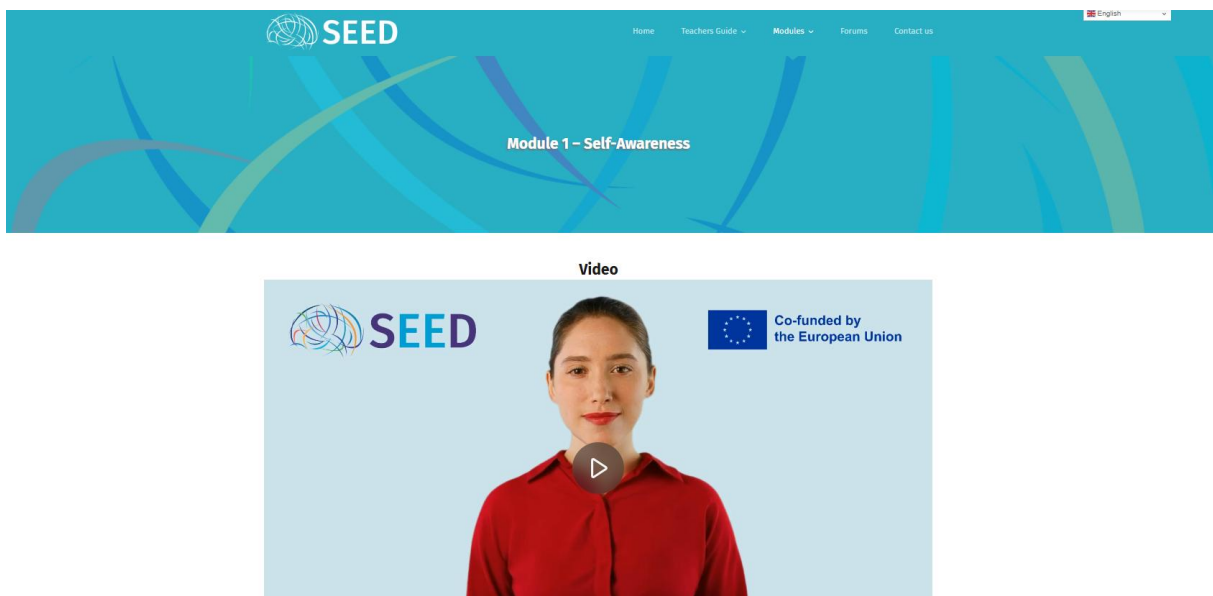 English
SEED
Home Teachers Guide Modules Forums Contact us
Module 1 – Self-Awareness
Video
SEED
Co-funded by
the European Union